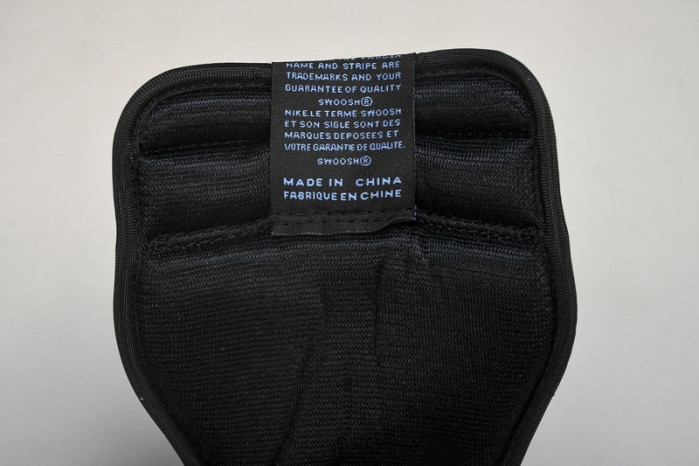 NAME AND STRIPE ARE
TRADEMARKS AND YOUR
GUARANTEE OF QUALITY
SWOOSH®
NIKE.LE TERME SWOOSH
ET SON SIGLE SONT DES
MARQUES DEPOSEES ET
VOTRE GARANTIE DE QUALITE.
SWOOSH®
MADE IN CHINA
FABRIQUE EN CHINE